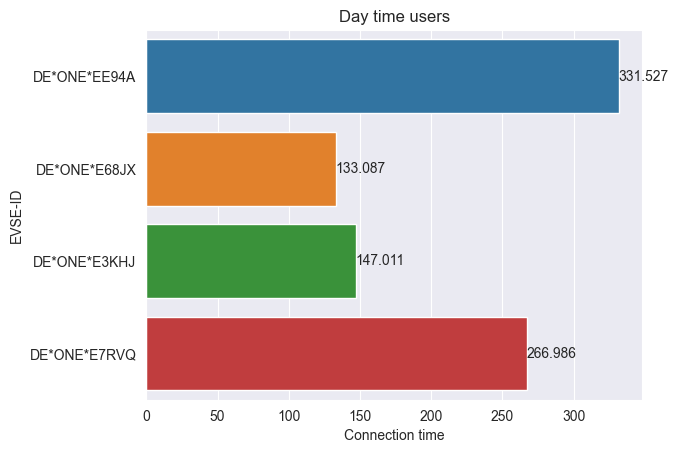 Day time users
EVSE-ID
DE*ONE*EE94A
331.527
DE*ONE*E68JX
133.087
DE*ONE*E3KHJ
147.011
DE*ONE*E7RVQ
266.986
0 50 100 150 200 250 300
Connection time